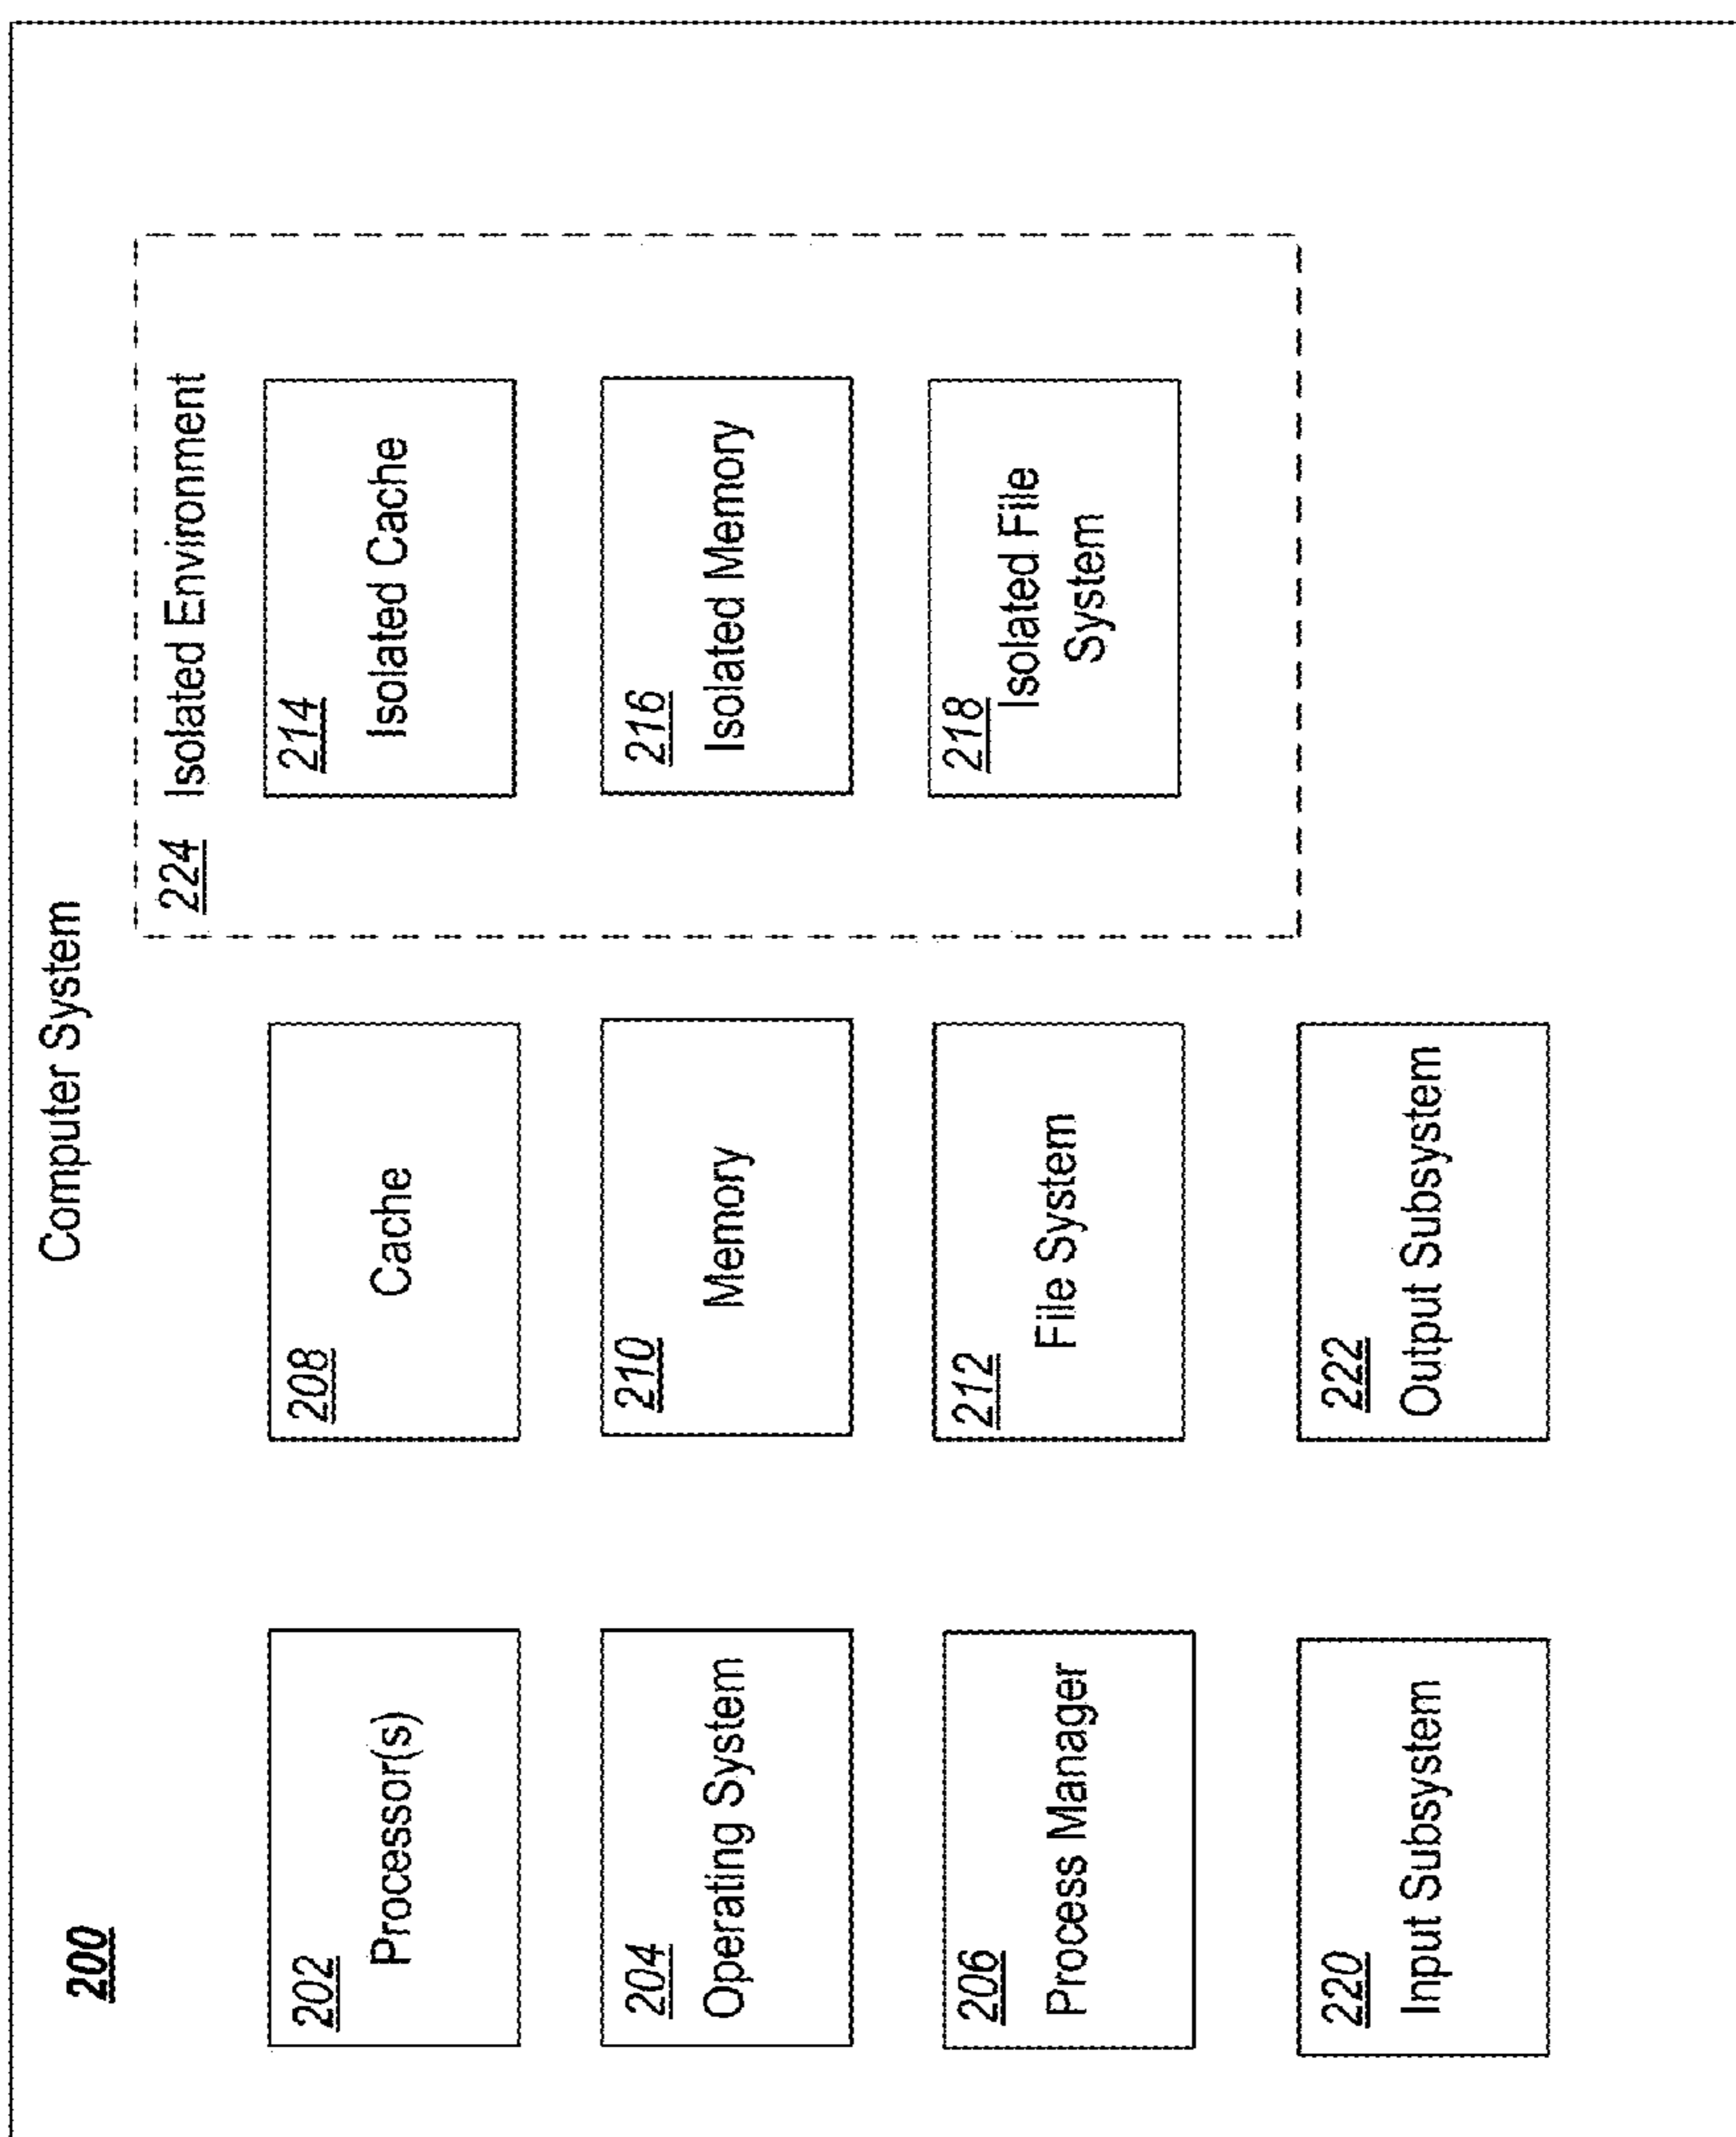 Computer System
200
202
Processor(s)
204
Operating System
206
Process Manager
220
Input Subsystem
208
Cache
210
Memory
212
File System
222
Output Subsystem
224 Isolated Environment
214
Isolated Cache
216
Isolated Memory
218
Isolated File
System